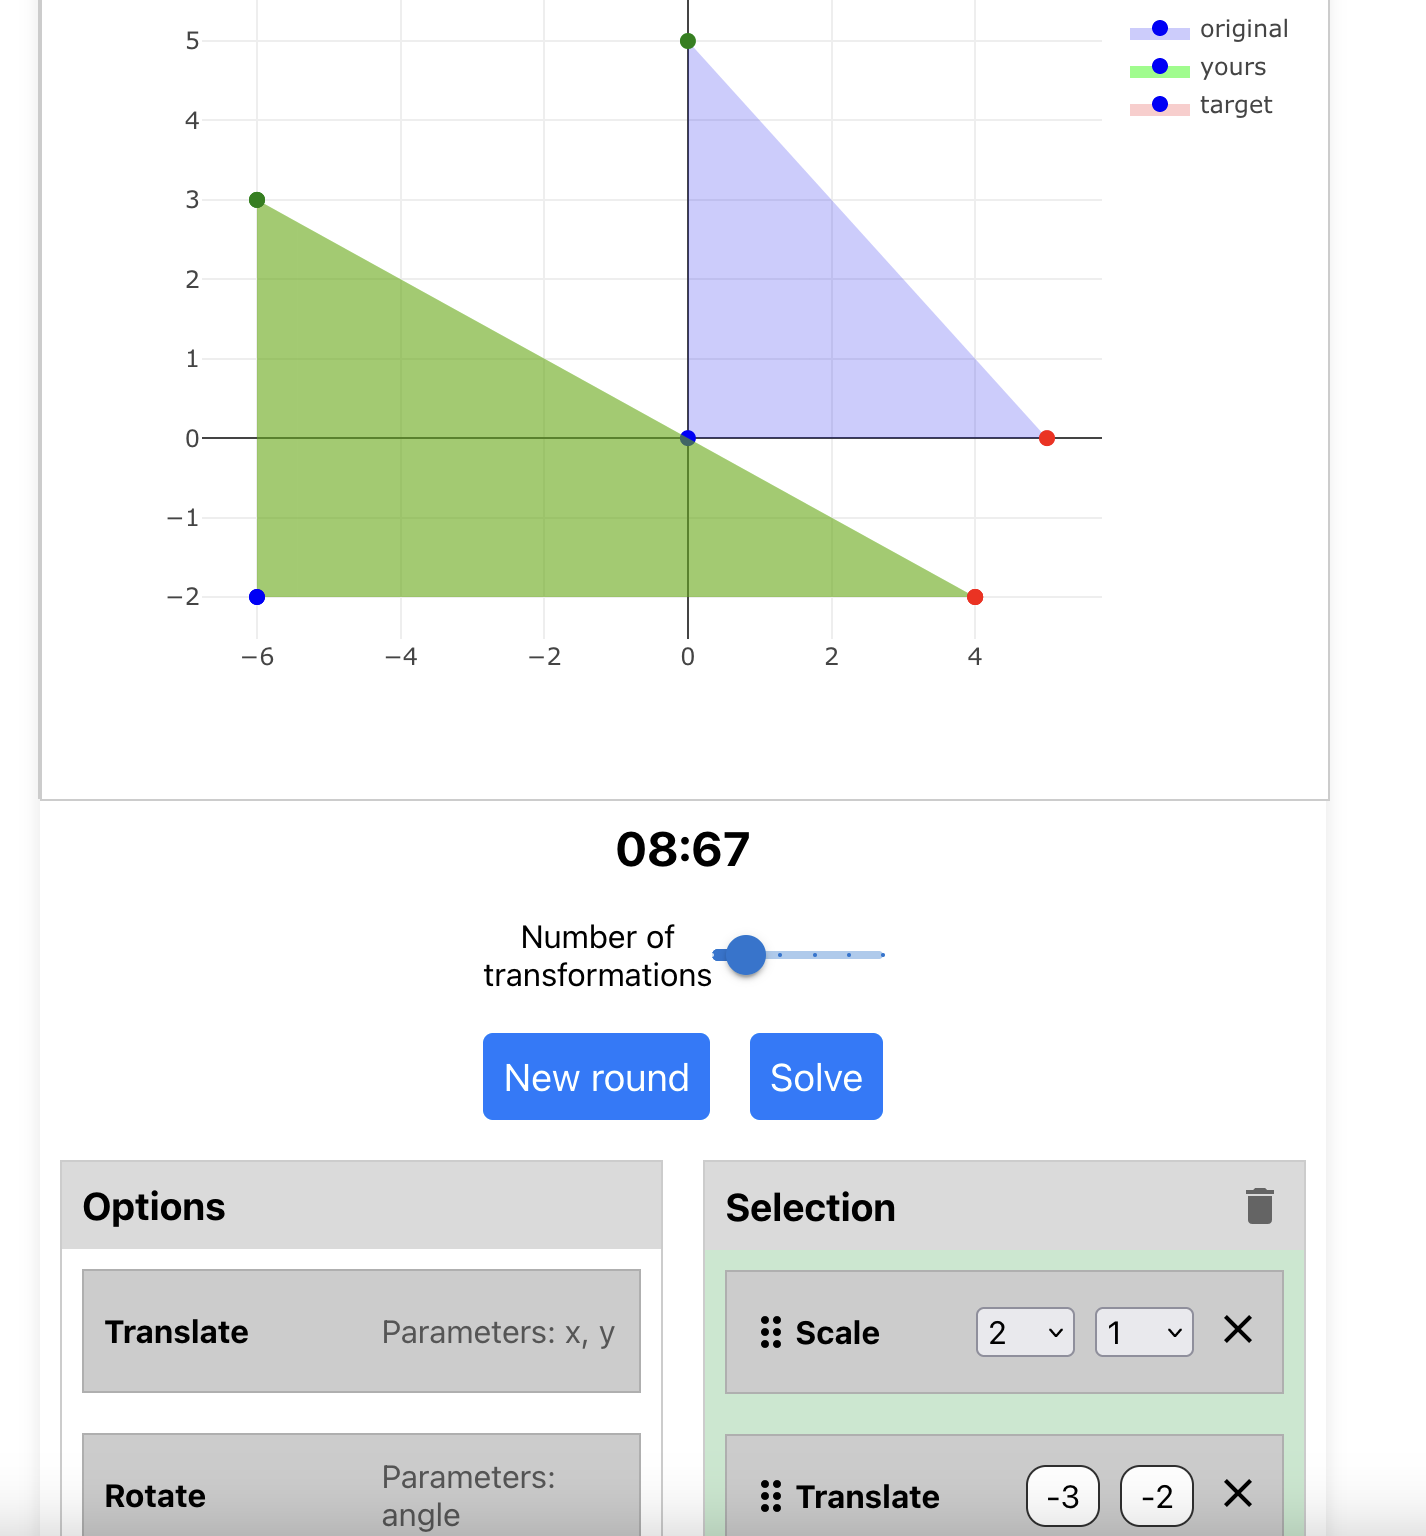 5
4
3
2
1
0
−1
−2
−6 −4 −2 0 2 4
original
yours
target
08:67
Number of
transformations
New round
Solve
Options
Translate Parameters: x, y
Rotate Parameters:
angle
Selection
Scale 2 1
Translate -3 -2